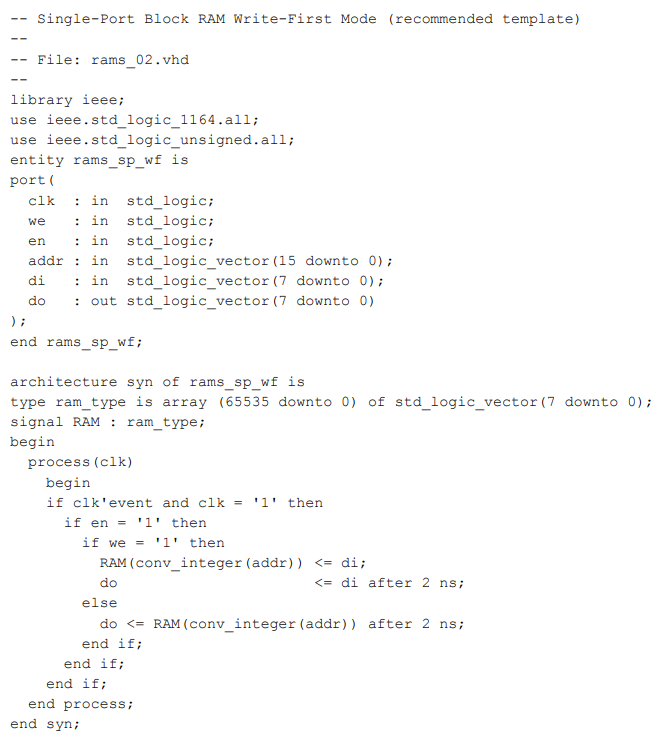 -- Single-Port Block RAM Write-First Mode (recommended template)
--
-- File: rams_02.vhd
--
library ieee;
use ieee.std_logic_1164.all;
use ieee.std_logic_unsigned.all;
entity rams_sp_wf is
port(
  clk  : in  std_logic;
  we   : in  std_logic;
  en   : in  std_logic;
  addr : in  std_logic_vector(15 downto 0);
  di   : in  std_logic_vector(7 downto 0);
  do   : out std_logic_vector(7 downto 0)
);
end rams_sp_wf;

architecture syn of rams_sp_wf is
type ram_type is array (65535 downto 0) of std_logic_vector(7 downto 0);
signal RAM : ram_type;
begin
  process(clk)
    begin
    if clk'event and clk = '1' then
      if en = '1' then
        if we = '1' then
          RAM(conv_integer(addr)) <= di;
          do                      <= di after 2 ns;
        else
          do <= RAM(conv_integer(addr)) after 2 ns;
        end if;
      end if;
    end if;
  end process;
end syn;